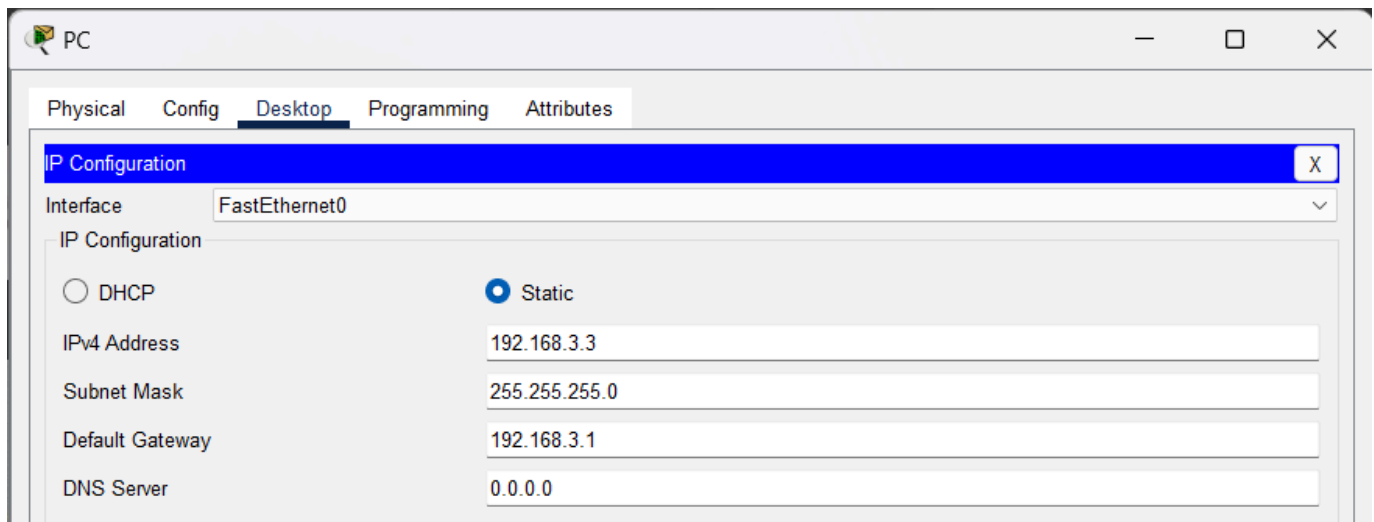 PC
Physical Config Desktop Programming Attributes
IP Configuration X
Interface FastEthernet0
IP Configuration
DHCP Static
IPv4 Address 192.168.3.3
Subnet Mask 255.255.255.0
Default Gateway 192.168.3.1
DNS Server 0.0.0.0